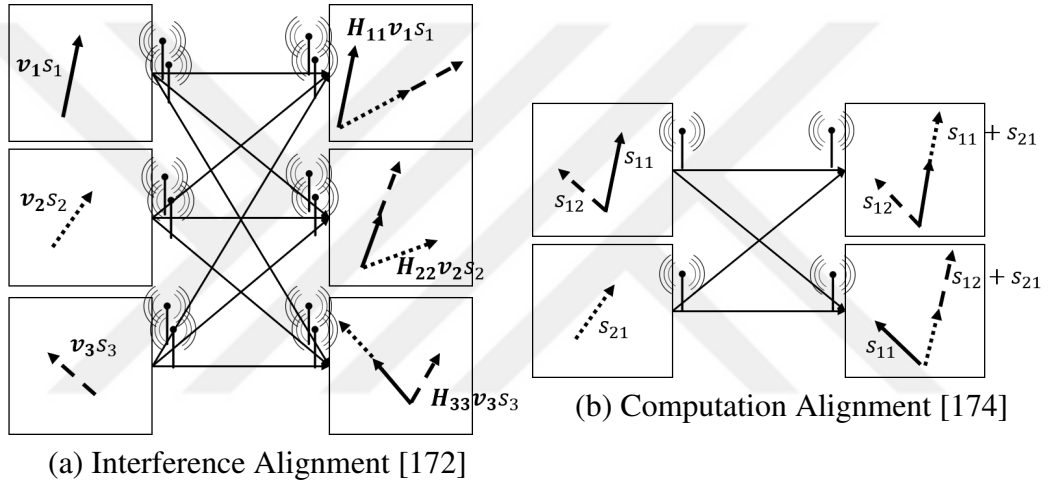 v₁s₁
H₁₁v₁s₁
v₂s₂
H₂₂v₂s₂
v₃s₃
H₃₃v₃s₃
(a) Interference Alignment [172]
s₁₁
s₁₂
s₁₁ + s₂₁
s₁₂
s₂₁
s₁₂ + s₂₁
s₁₁
(b) Computation Alignment [174]